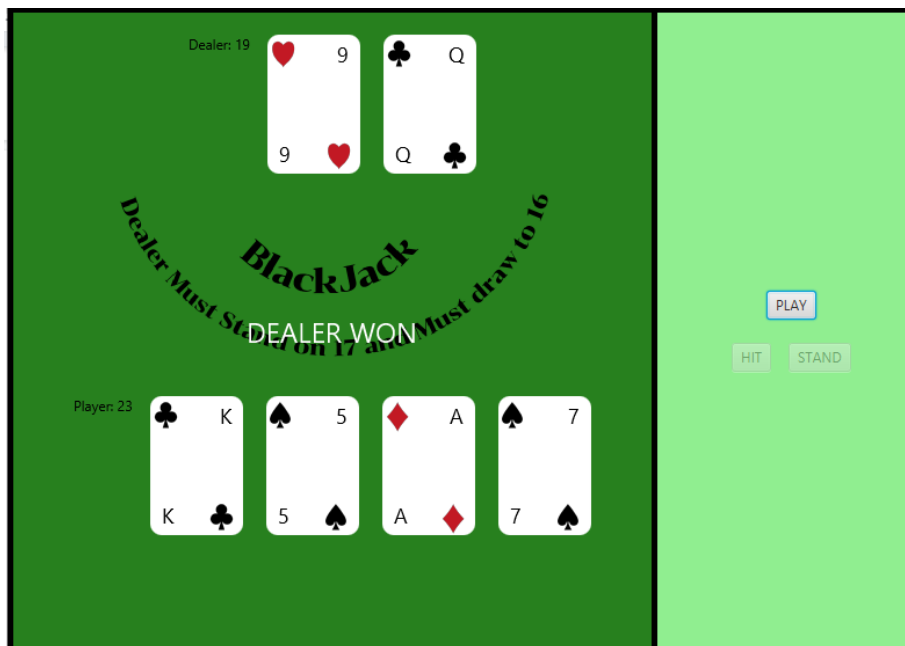 Dealer: 19
9
9
Q
Q
BlackJack
Dealer Must Stand on 17 and Must draw to 16
DEALER WON
PLAY
HIT
STAND
Player: 23
K
K
5
5
A
A
7
7